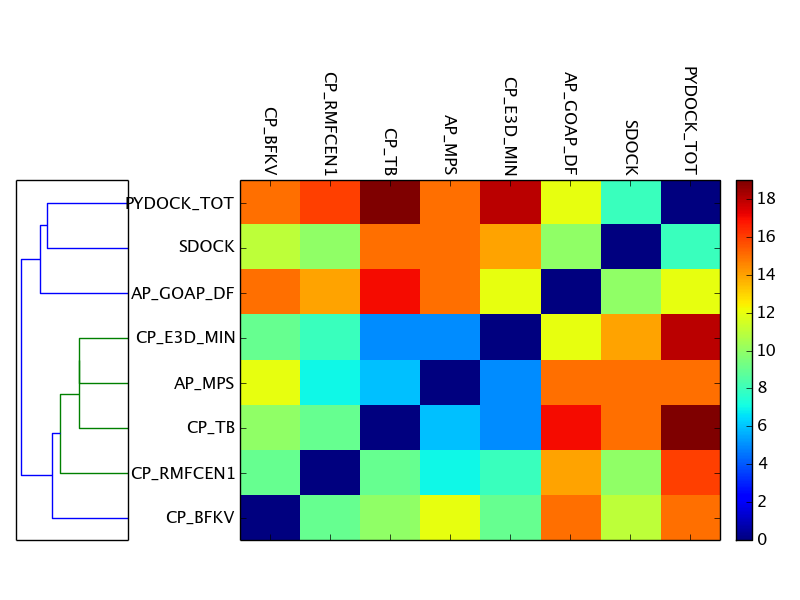 CP_BFKV
CP_RMFCEN1
CP_TB
AP_MPS
CP_E3D_MIN
AP_GOAP_DF
SDOCK
PYDOCK_TOT
PYDOCK_TOT
SDOCK
AP_GOAP_DF
CP_E3D_MIN
AP_MPS
CP_TB
CP_RMFCEN1
CP_BFKV
18
16
14
12
10
8
6
4
2
0